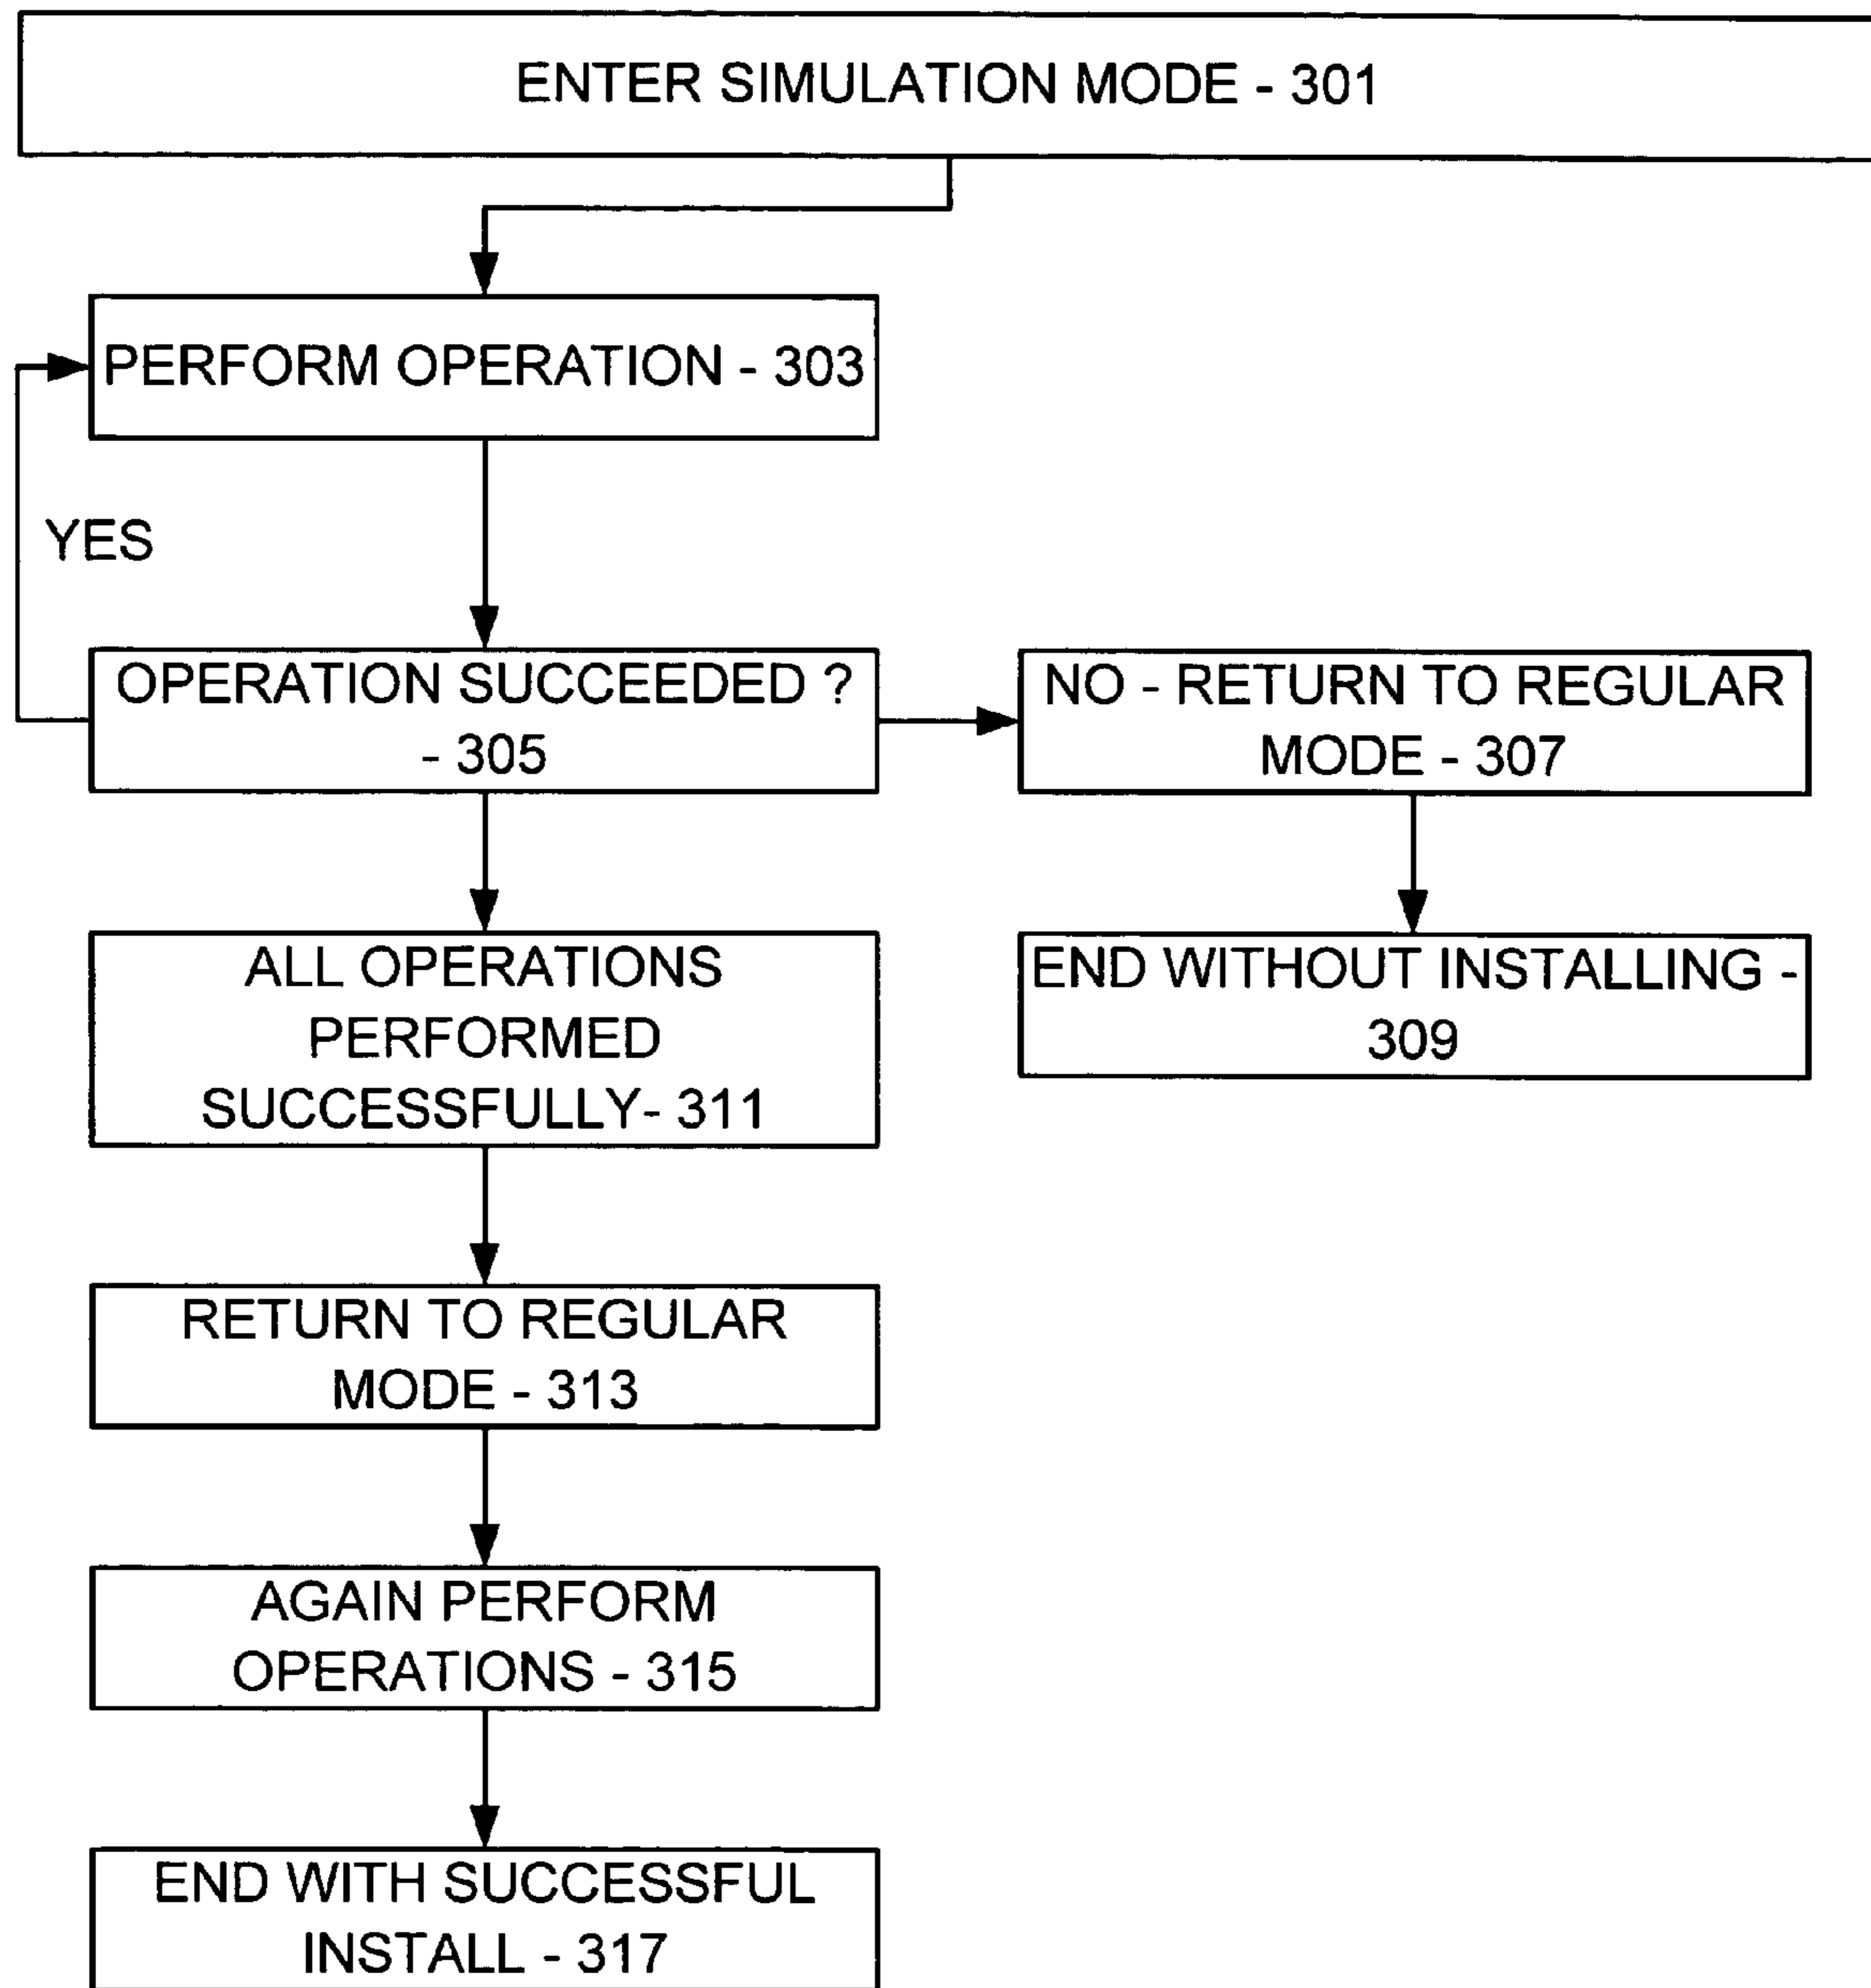 ENTER SIMULATION MODE - 301
PERFORM OPERATION - 303
YES
OPERATION SUCCEEDED ?
- 305
NO - RETURN TO REGULAR
MODE - 307
ALL OPERATIONS
PERFORMED
SUCCESSFULLY- 311
END WITHOUT INSTALLING -
309
RETURN TO REGULAR
MODE - 313
AGAIN PERFORM
OPERATIONS - 315
END WITH SUCCESSFUL
INSTALL - 317